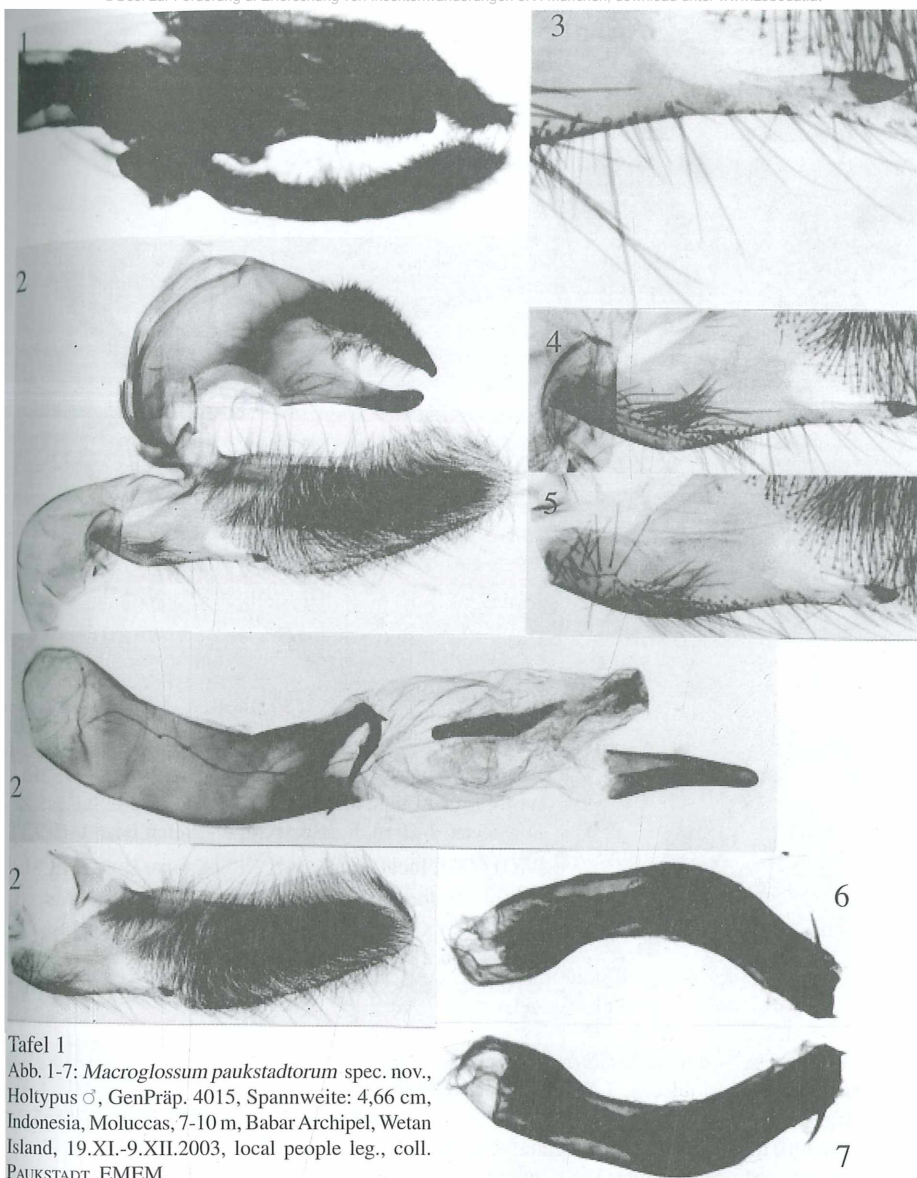 1
3
2
4
5
2
2
6
7
Tafel 1
Abb. 1-7: Macroglossum paukstadtorum spec. nov.,
Holtypus ♂, GenPräp. 4015, Spannweite: 4,66 cm,
Indonesia, Moluccas, 7-10 m, Babar Archipel, Wetan
Island, 19.XI.-9.XII.2003, local people leg., coll.
PAUKSTADT, EMEM